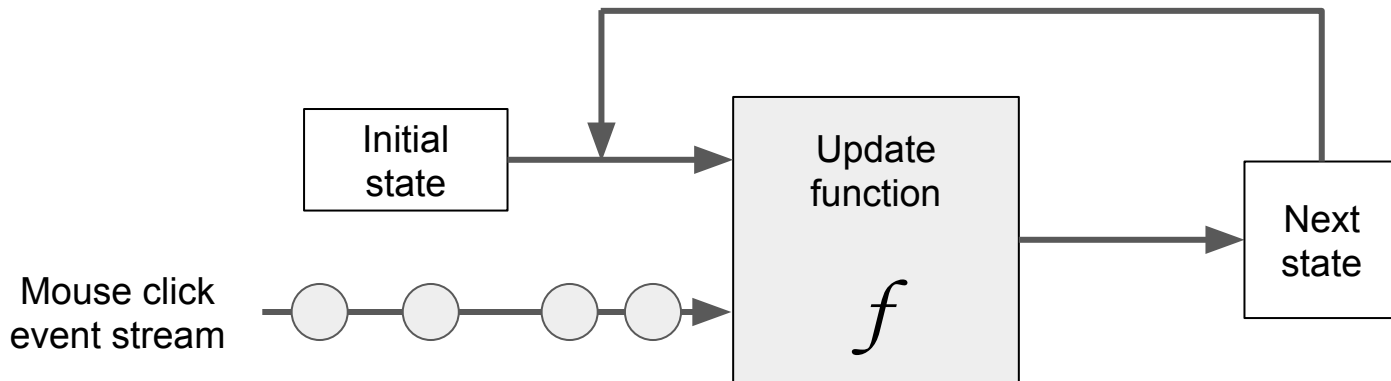 Initial
state
Update
function
f
Next
state
Mouse click
event stream